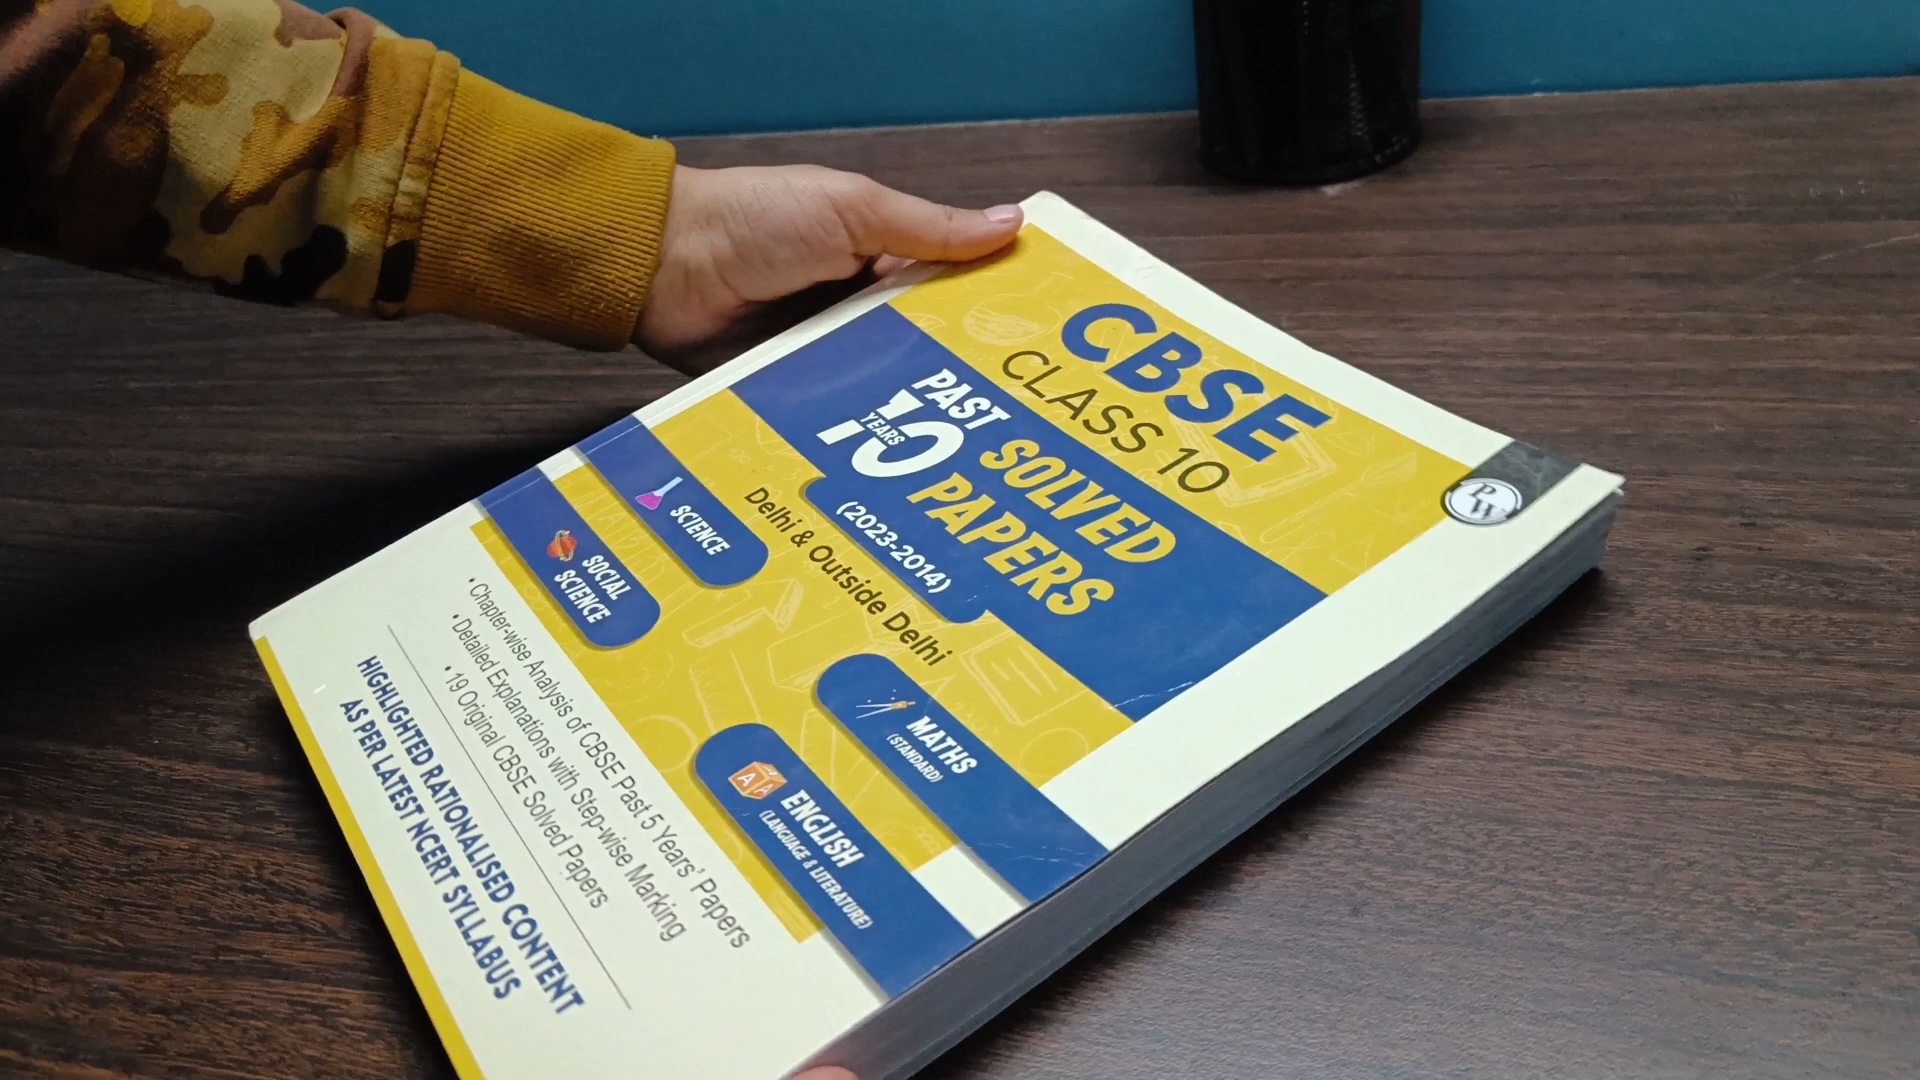 CBSE
CLASS 10
PAST
10
YEARS
SOLVED
PAPERS
(2023-2014)
Delhi & Outside Delhi
PW
SCIENCE
MATHS
(STANDARD)
SOCIAL
SCIENCE
ENGLISH
(LANGUAGE & LITERATURE)
• Chapter-wise Analysis of CBSE Past 5 Years' Papers
• Detailed Explanations with Step-wise Marking
• 19 Original CBSE Solved Papers
HIGHLIGHTED RATIONALISED CONTENT
AS PER LATEST NCERT SYLLABUS